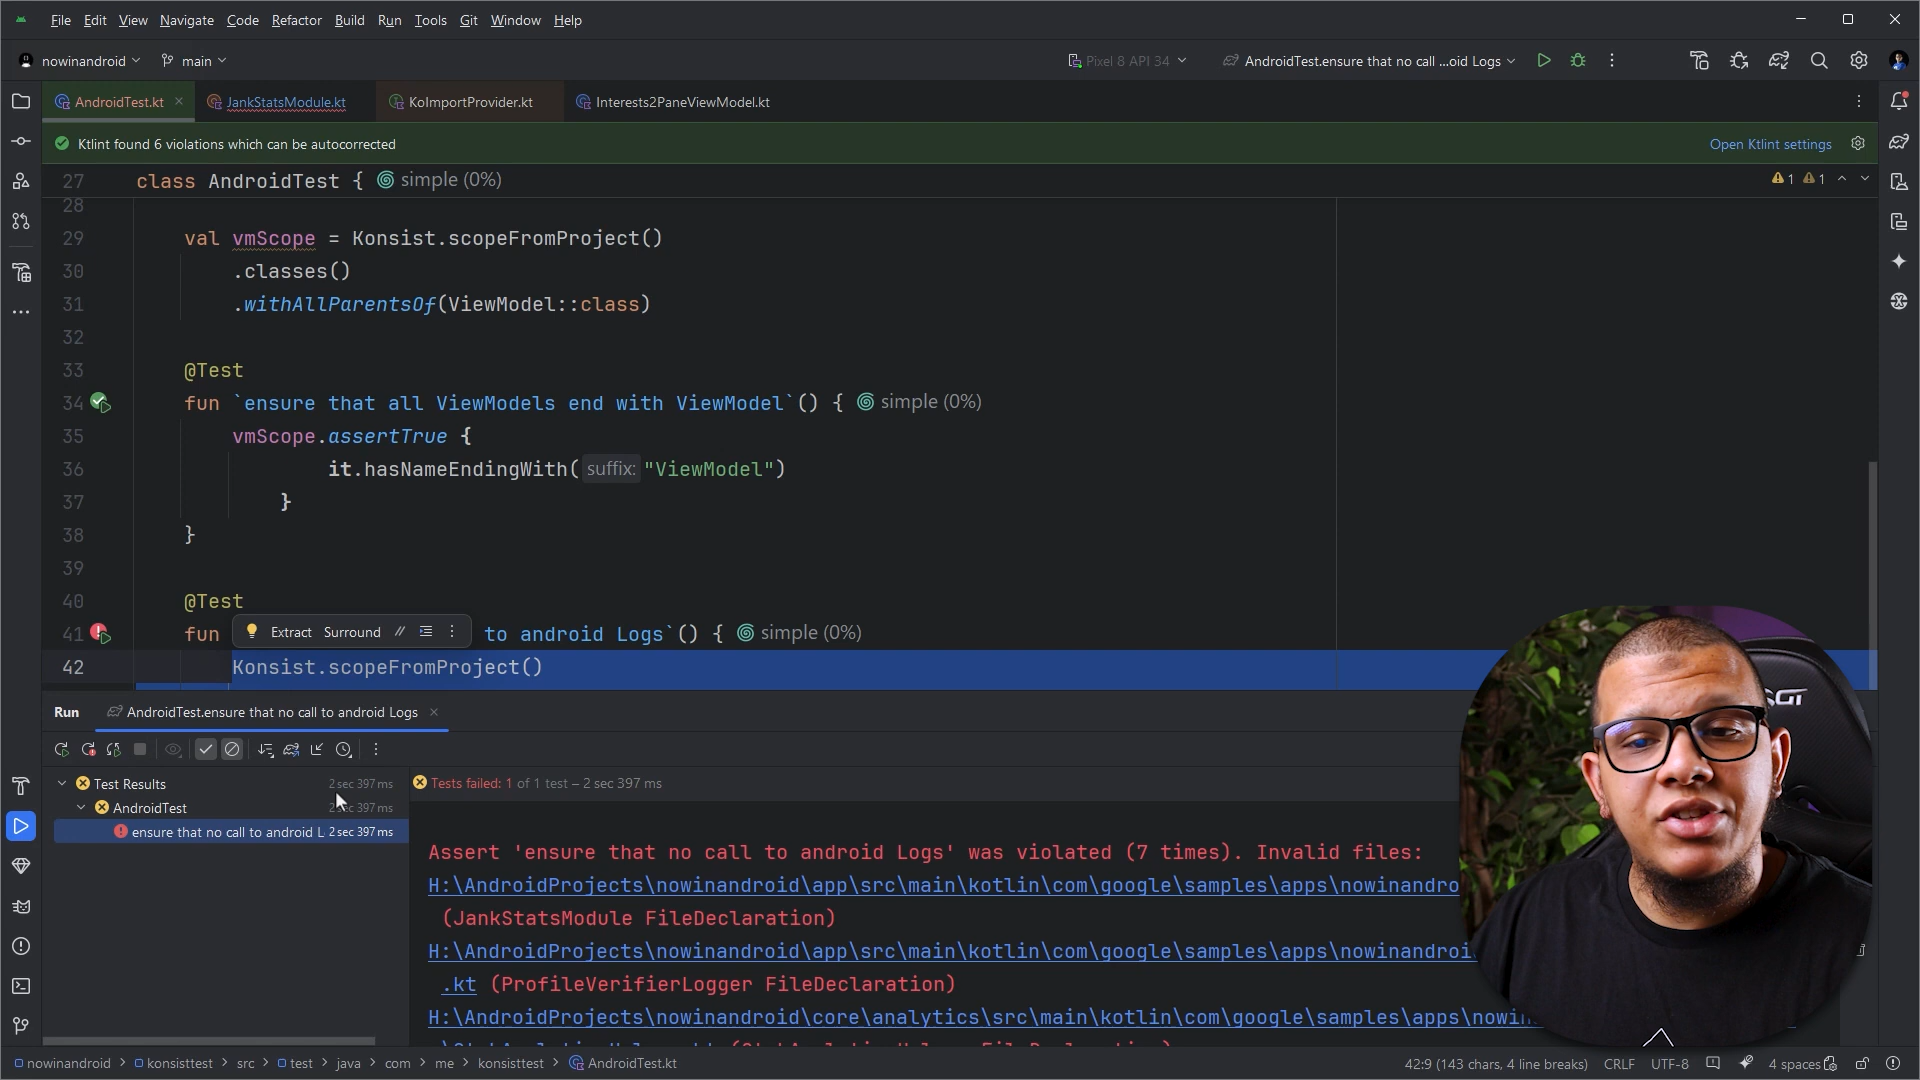 File Edit View Navigate Code Refactor Build Run Tools Git Window Help
nowinandroid main Pixel 8 API 34 AndroidTest.ensure that no call ...oid Logs
AndroidTest.kt JankStatsModule.kt KoImportProvider.kt Interests2PaneViewModel.kt
Ktlint found 6 violations which can be autocorrected Open Ktlint settings
27 class AndroidTest { simple (0%) 1 1
28
29 val vmScope = Konsist.scopeFromProject()
30 .classes()
31 .withAllParentsOf(ViewModel::class)
32
33 @Test
34 fun `ensure that all ViewModels end with ViewModel`() { simple (0%)
35 vmScope.assertTrue {
36 it.hasNameEndingWith( suffix: "ViewModel")
37 }
38 }
39
40 @Test
41 fun Extract Surround to android Logs`() { simple (0%)
42 Konsist.scopeFromProject()
Run AndroidTest.ensure that no call to android Logs
Test Results 2 sec 397 ms
AndroidTest 2 sec 397 ms
ensure that no call to android L 2 sec 397 ms
Tests failed: 1 of 1 test – 2 sec 397 ms
Assert 'ensure that no call to android Logs' was violated (7 times). Invalid files:
H:\AndroidProjects\nowinandroid\app\src\main\kotlin\com\google\samples\apps\nowinandro
(JankStatsModule FileDeclaration)
H:\AndroidProjects\nowinandroid\app\src\main\kotlin\com\google\samples\apps\nowinandroi
.kt (ProfileVerifierLogger FileDeclaration)
H:\AndroidProjects\nowinandroid\core\analytics\src\main\kotlin\com\google\samples\apps\nowin
nowinandroid konsisttest src test java com me konsisttest AndroidTest.kt 42:9 (143 chars, 4 line breaks) CRLF UTF-8 4 spaces